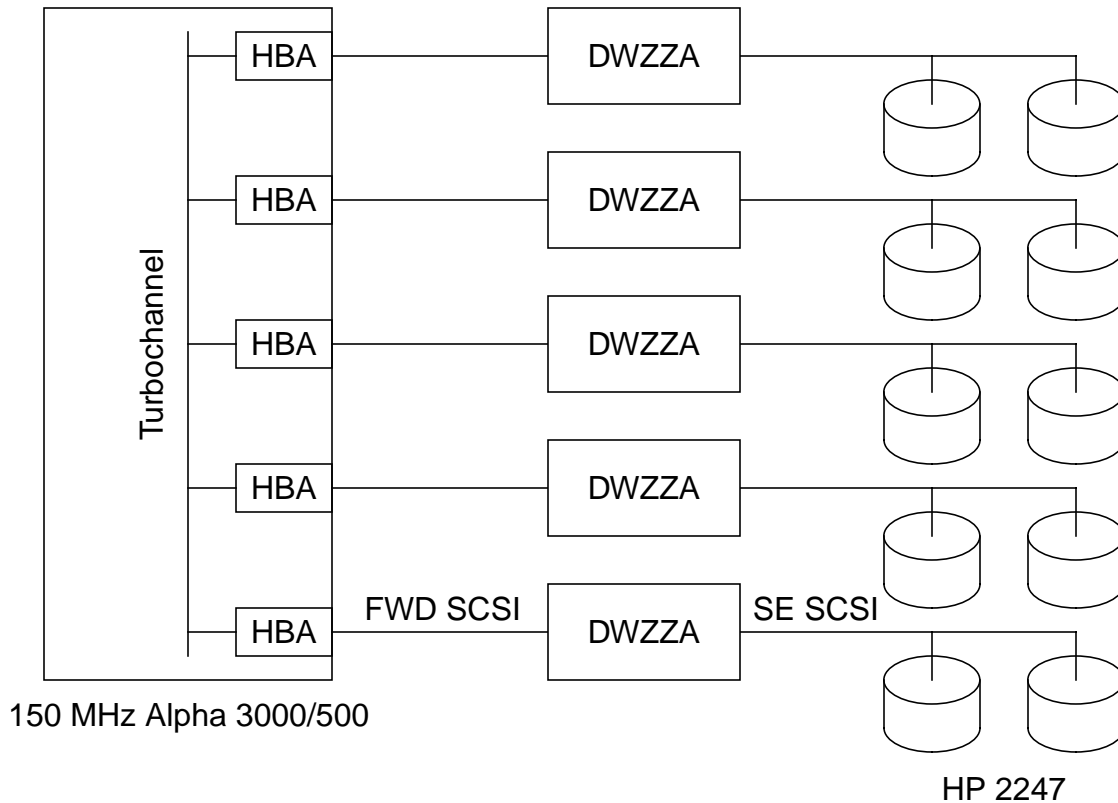 HBA
DWZZA
HBA
DWZZA
Turbochannel
HBA
DWZZA
HBA
DWZZA
FWD SCSI
SE SCSI
HBA
DWZZA
150 MHz Alpha 3000/500
HP 2247